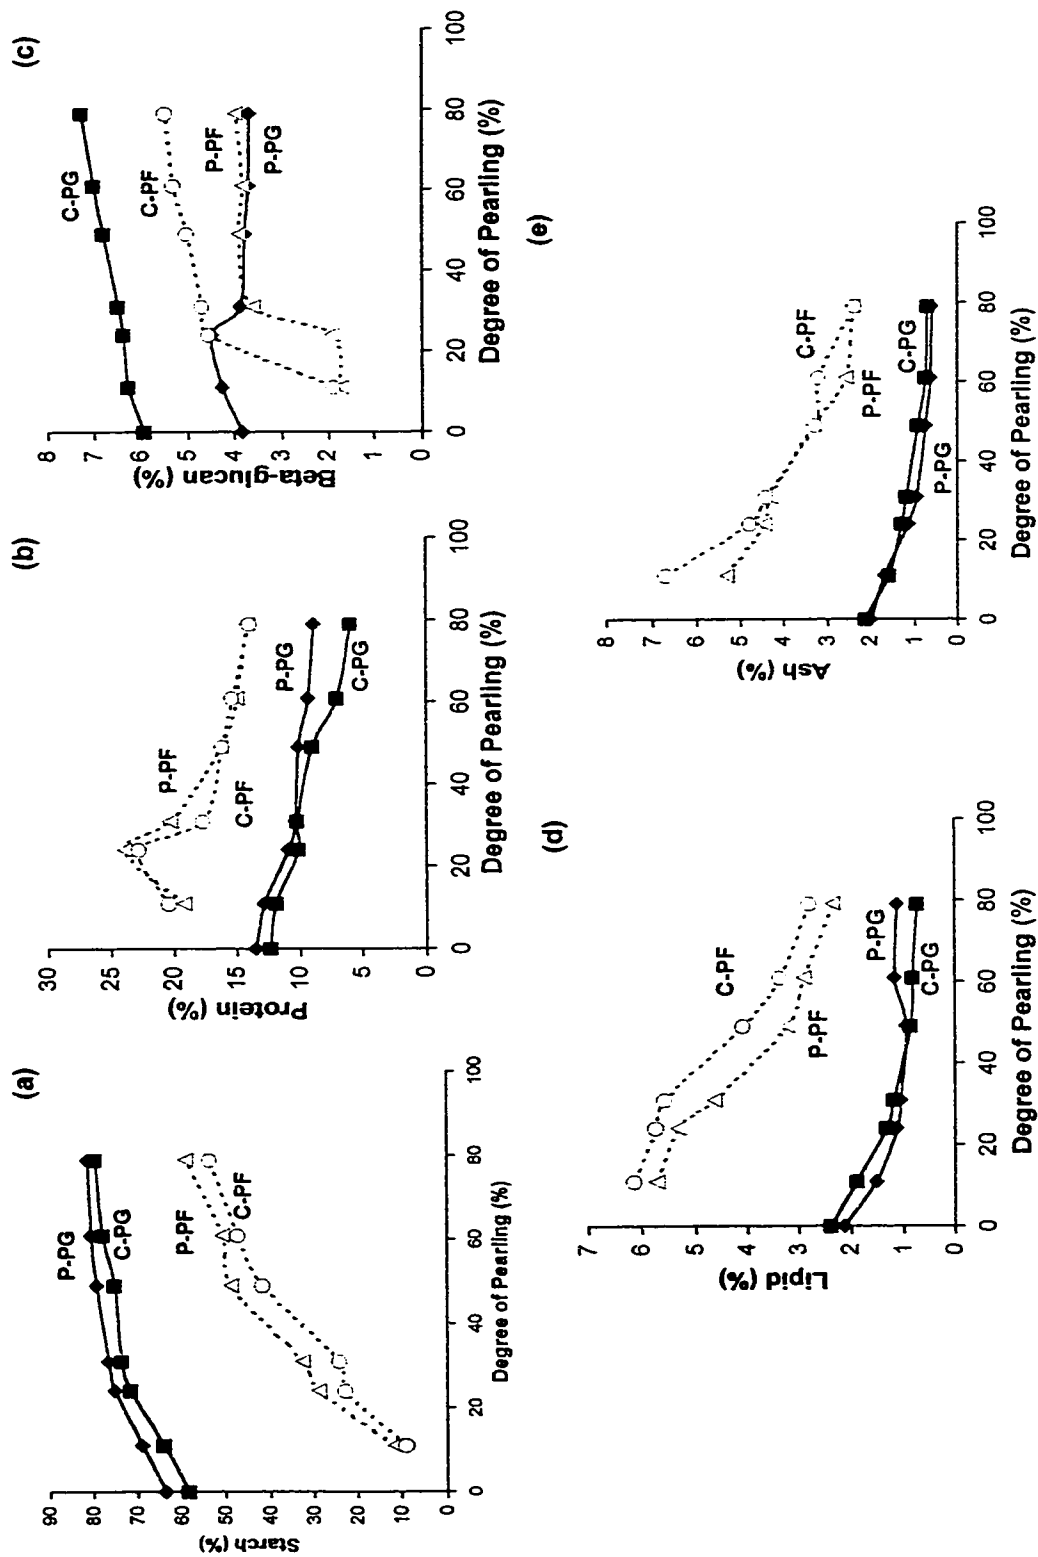 (a)
90
80
70
60
50
40
30
20
10
0
Starch (%)
P-PG
C-PG
P-PF
C-PF
0
20
40
60
80
100
Degree of Pearling (%)
(b)
30
25
20
15
10
5
0
Protein (%)
P-PF
C-PF
P-PG
C-PG
0
20
40
60
80
100
Degree of Pearling (%)
(c)
8
7
6
5
4
3
2
1
0
Beta-glucan (%)
C-PG
C-PF
P-PF
P-PG
0
20
40
60
80
100
Degree of Pearling (%)
(d)
7
6
5
4
3
2
1
0
Lipid (%)
C-PF
P-PF
P-PG
C-PG
0
20
40
60
80
100
Degree of Pearling (%)
(e)
8
7
6
5
4
3
2
1
0
Ash (%)
C-PF
P-PF
C-PG
P-PG
0
20
40
60
80
100
Degree of Pearling (%)